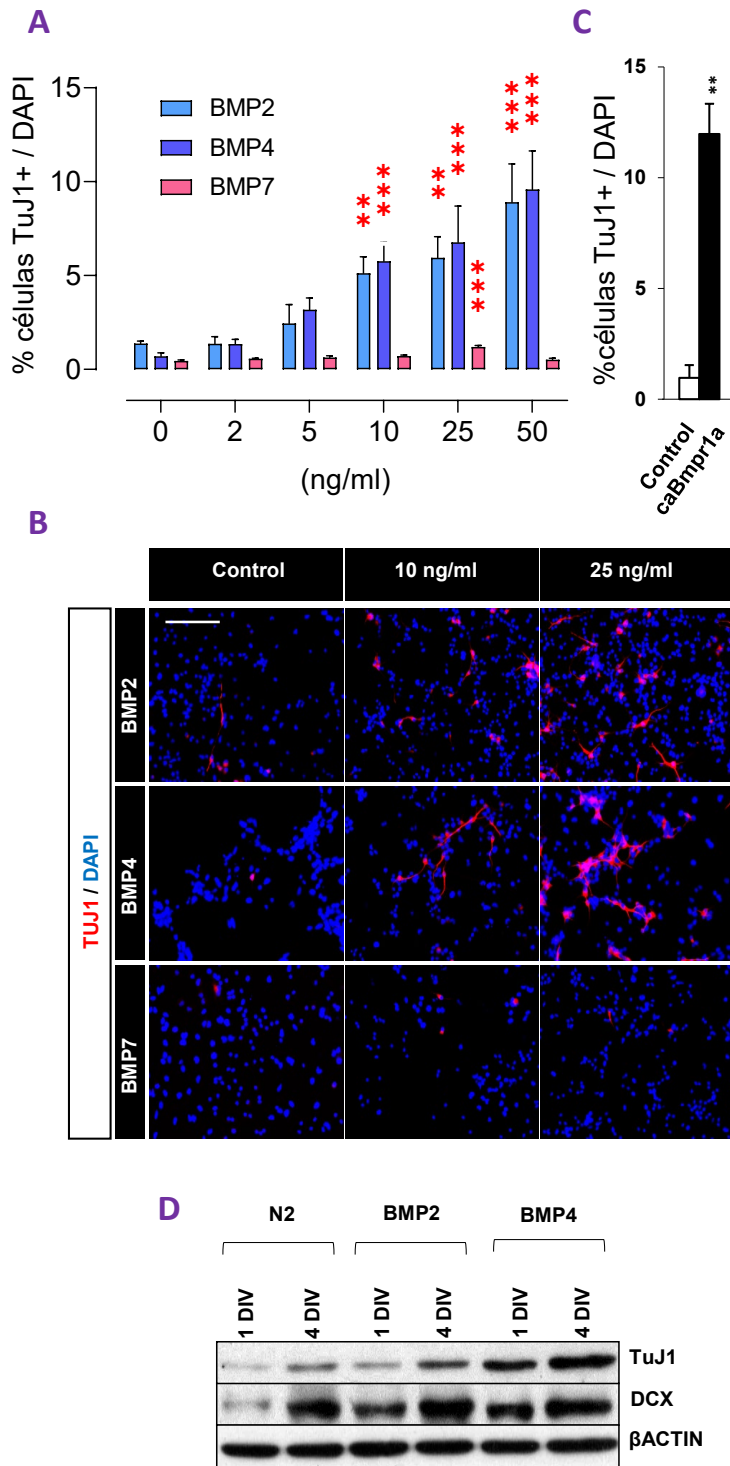 A
% células TuJ1+ / DAPI
15
10
5
0
BMP2
BMP4
BMP7
**
***
**
***
***
***
***
0 2 5 10 25 50
(ng/ml)
C
%células TuJ1+ / DAPI
15
10
5
0
**
Control
caBmpr1a
B
Control 10 ng/ml 25 ng/ml
TUJ1 / DAPI
BMP2
BMP4
BMP7
D
N2 BMP2 BMP4
1 DIV 4 DIV 1 DIV 4 DIV 1 DIV 4 DIV
TuJ1
DCX
βACTIN